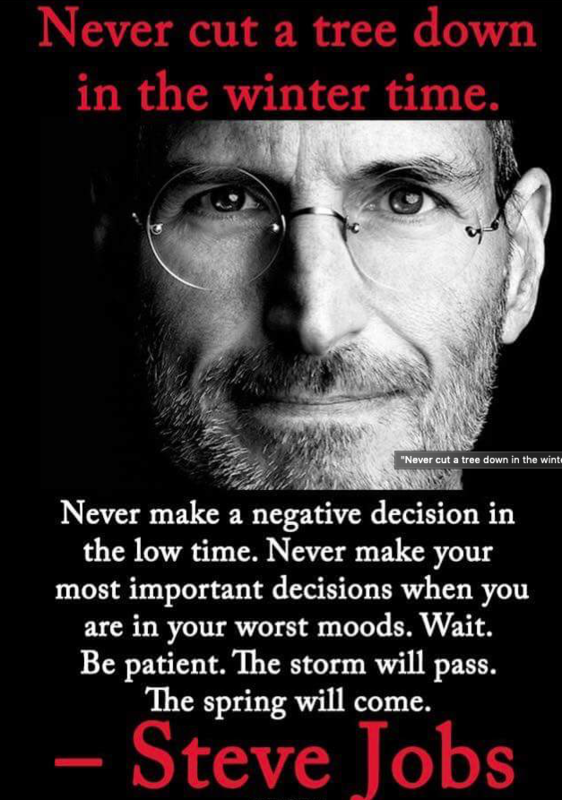 Never cut a tree down
in the winter time.
"Never cut a tree down in the
Never make a negative decision in
the low time. Never make your
most important decisions when you
are in your worst moods. Wait.
Be patient. The storm will pass.
The spring will come.
– Steve Jobs